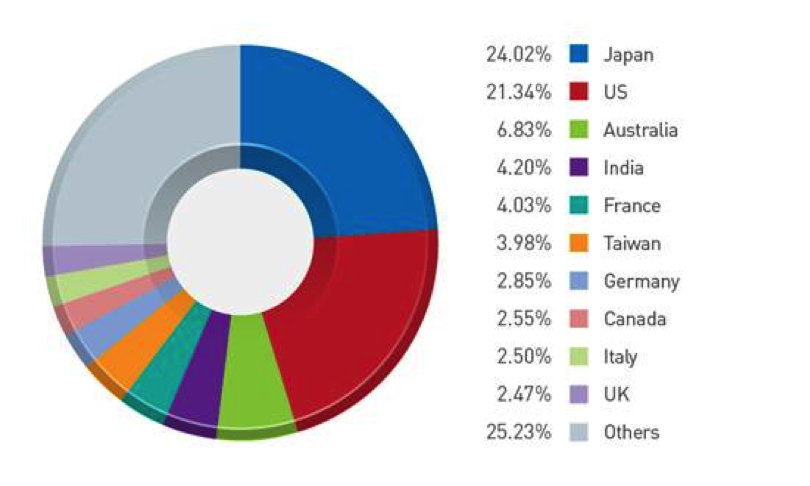 24.02% Japan
21.34% US
6.83% Australia
4.20% India
4.03% France
3.98% Taiwan
2.85% Germany
2.55% Canada
2.50% Italy
2.47% UK
25.23% Others